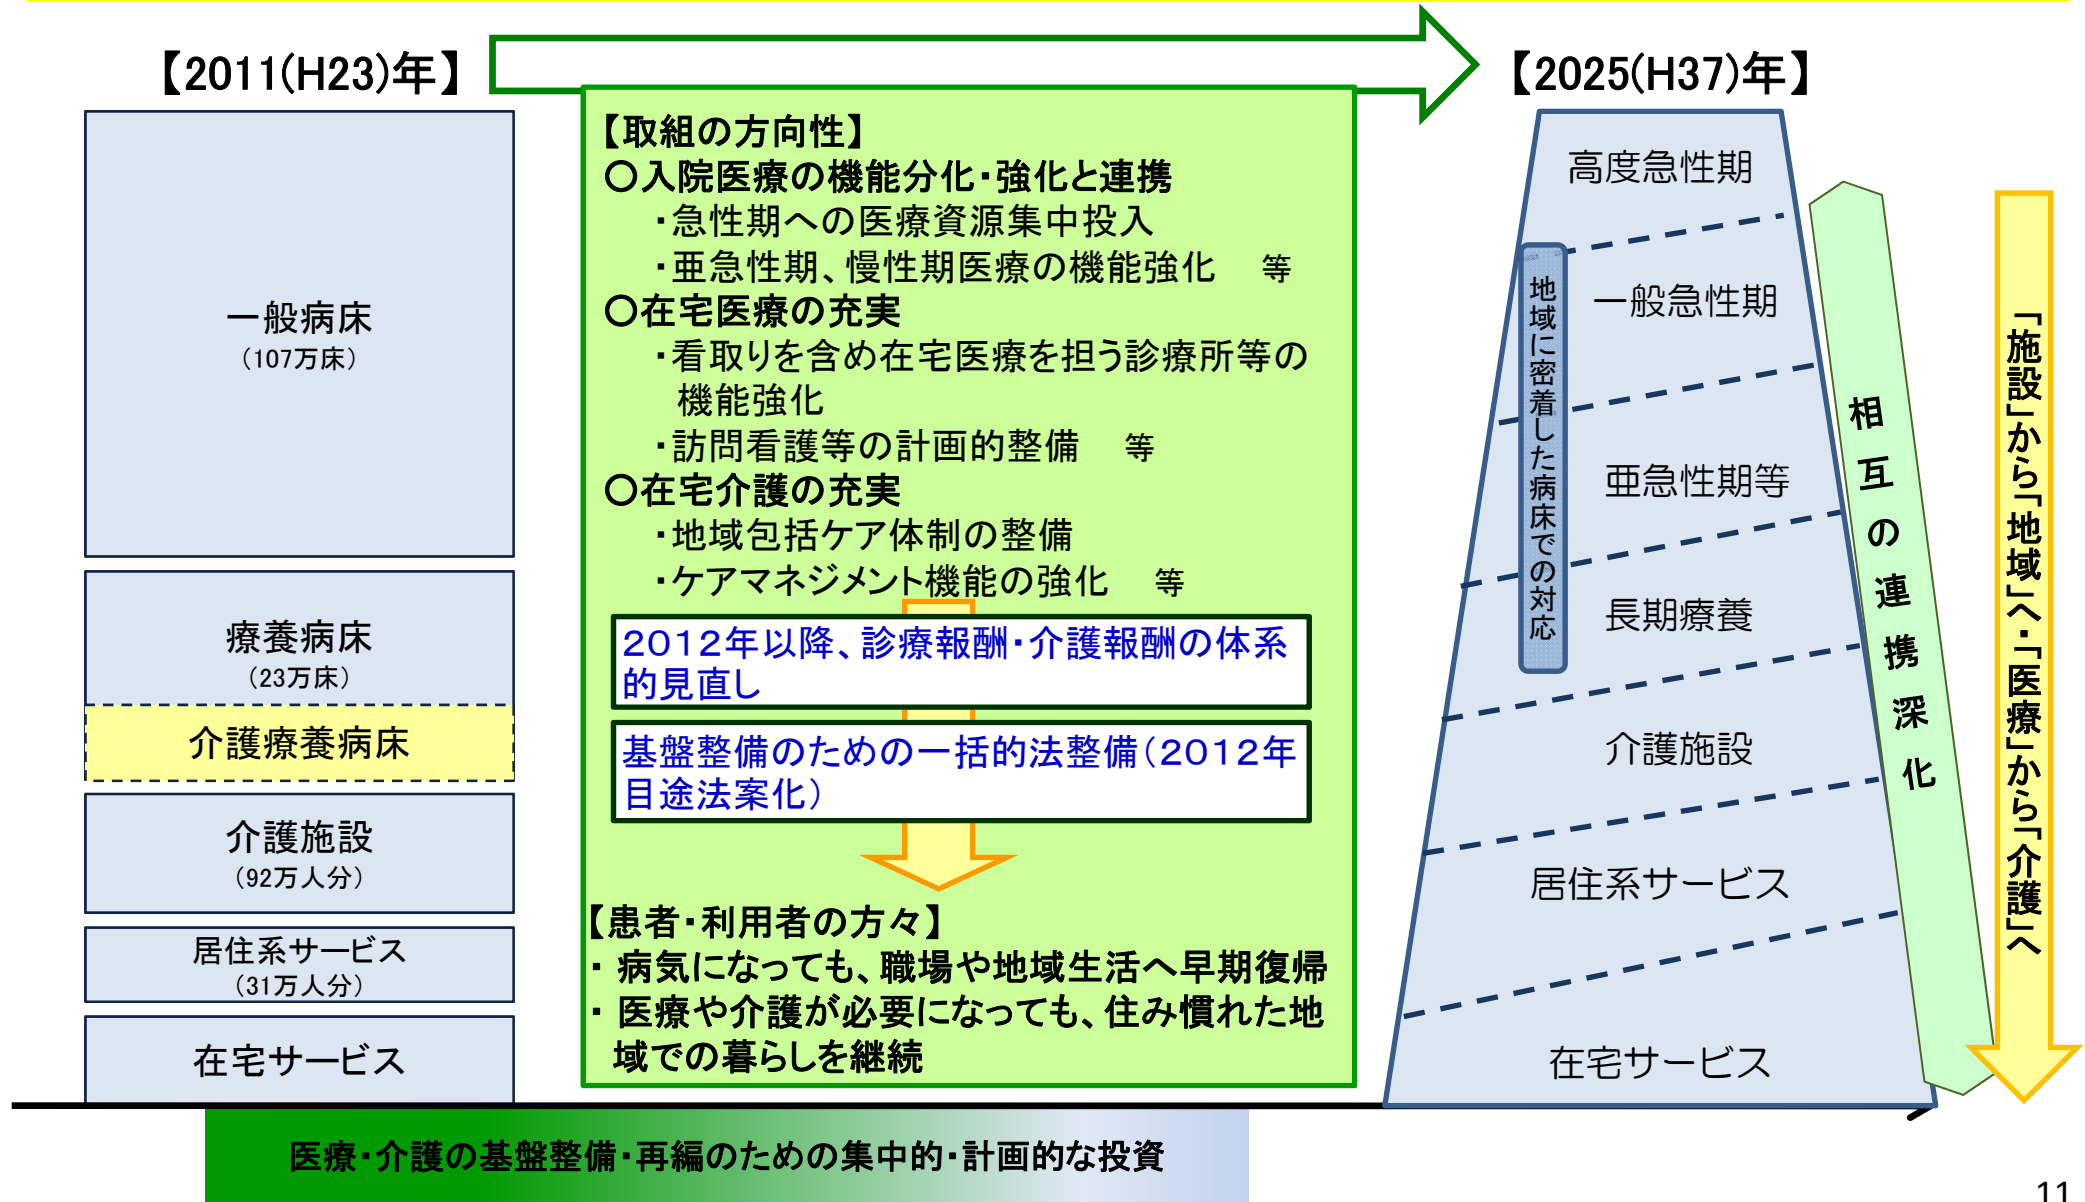 【2011(H23)年】
一般病床
（107万床）
療養病床
（23万床）
介護療養病床
介護施設
（92万人分）
居住系サービス
（31万人分）
在宅サービス
【取組の方向性】
○入院医療の機能分化・強化と連携
・急性期への医療資源集中投入
・亜急性期、慢性期医療の機能強化　等
○在宅医療の充実
・看取りを含め在宅医療を担う診療所等の
機能強化
・訪問看護等の計画的整備　等
○在宅介護の充実
・地域包括ケア体制の整備
・ケアマネジメント機能の強化　等
２０１２年以降、診療報酬・介護報酬の体系
的見直し
基盤整備のための一括的法整備（２０１２年
目途法案化）
【患者・利用者の方々】
・ 病気になっても、職場や地域生活へ早期復帰
・ 医療や介護が必要になっても、住み慣れた地
域での暮らしを継続
【2025(H37)年】
高度急性期
一般急性期
亜急性期等
長期療養
介護施設
居住系サービス
在宅サービス
地域に密着した病床での対応
相互の連携深化
「施設」から「地域」へ・「医療」から「介護」へ
医療・介護の基盤整備・再編のための集中的・計画的な投資
11